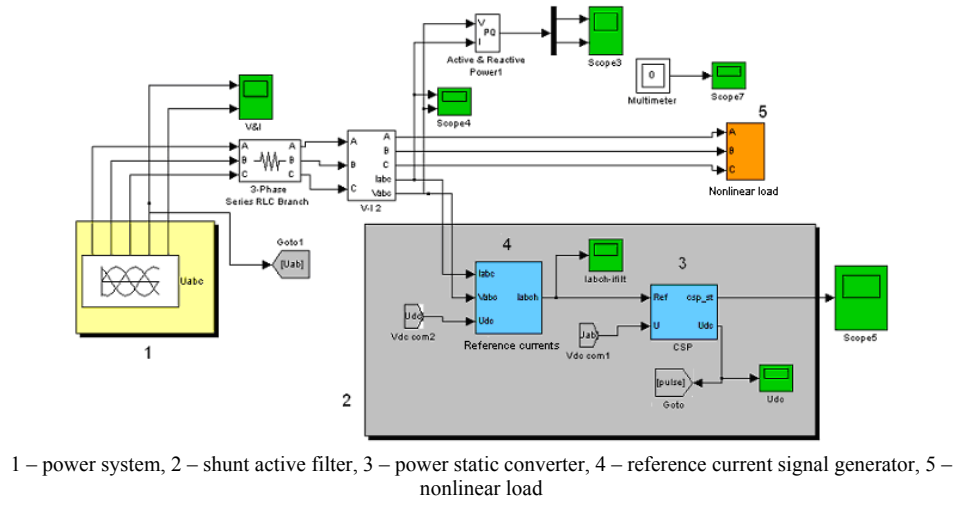 V
I
PQ
Active & Reactive
Power1
Scope3
0
Multimeter
Scope7
V&I
Scope4
5
A
B
C
A
B
C
3-Phase
Series RLC Branch
A
B
C
A
B
C
Iabc
Vabc
V-I 2
A
B
C
Nonlinear load
Uabc
1
Goto1
[Uab]
4
Iabc
Vabc
Udc
Iabch
Reference currents
Iabch-ifilt
3
Ref
U
csp_st
Udc
CSP
Scope5
Udc
Vdc com2
Uab
Vdc com1
[pulse]
Goto
Udc
2
1 – power system, 2 – shunt active filter, 3 – power static converter, 4 – reference current signal generator, 5 –
nonlinear load